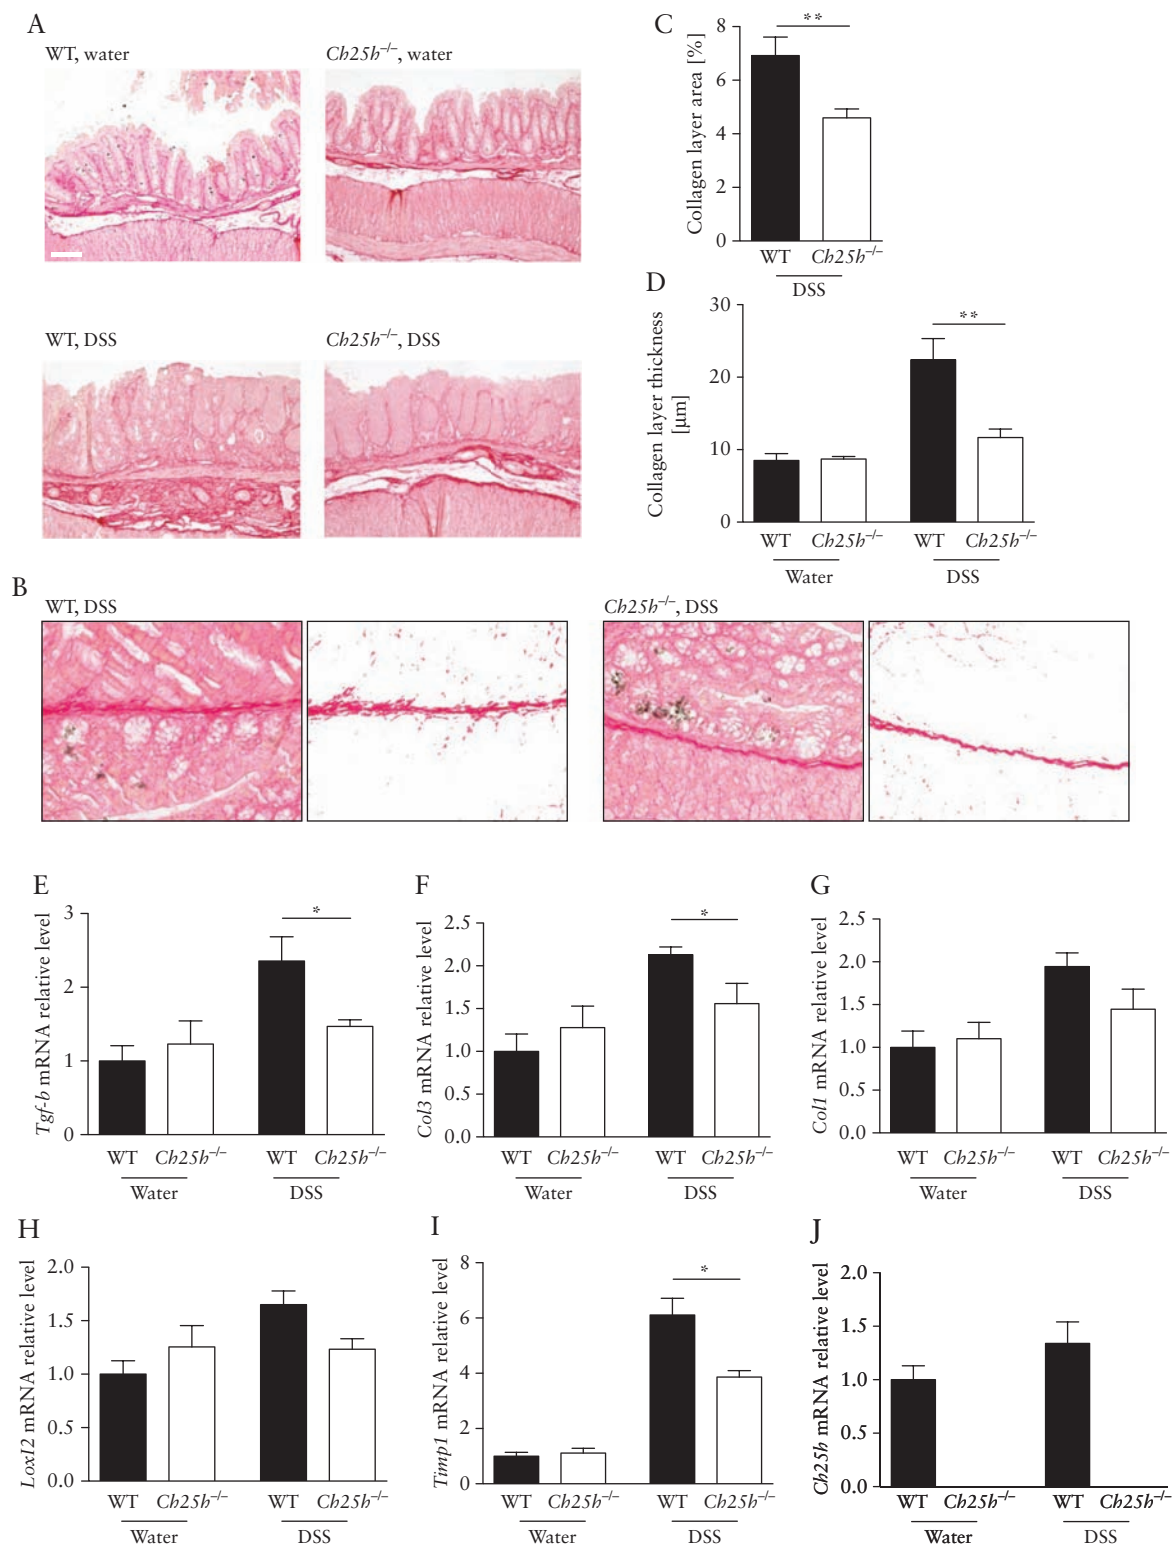 A
WT, water
Ch25h–/–, water
WT, DSS
Ch25h–/–, DSS
C
Collagen layer area [%]
8
6
4
2
0
**
WT Ch25h–/–
DSS
D
Collagen layer thickness
[µm]
30
20
10
0
**
WT Ch25h–/– WT Ch25h–/–
Water DSS
B
WT, DSS
Ch25h–/–, DSS
E
Tgf-b mRNA relative level
3
2
1
0
*
WT Ch25h–/– WT Ch25h–/–
Water DSS
F
Col3 mRNA relative level
2.5
2.0
1.5
1.0
0.5
0.0
*
WT Ch25h–/– WT Ch25h–/–
Water DSS
G
Col1 mRNA relative level
2.5
2.0
1.5
1.0
0.5
0.0
WT Ch25h–/– WT Ch25h–/–
Water DSS
H
Loxl2 mRNA relative level
2.0
1.5
1.0
0.5
0.0
WT Ch25h–/– WT Ch25h–/–
Water DSS
I
Timp1 mRNA relative level
8
6
4
2
0
*
WT Ch25h–/– WT Ch25h–/–
Water DSS
J
Ch25h mRNA relative level
2.0
1.5
1.0
0.5
0.0
WT Ch25h–/– WT Ch25h–/–
Water DSS